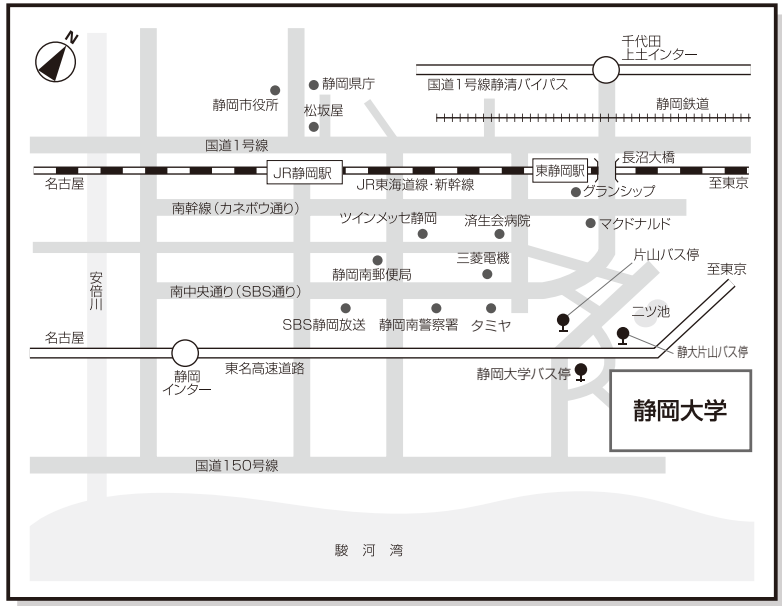 N
千代田
上土インター
国道1号線静清バイパス
静岡県庁
静岡市役所
松坂屋
静岡鉄道
国道1号線
長沼大橋
JR静岡駅
東静岡駅
名古屋
JR東海道線・新幹線
至東京
グランシップ
南幹線（カネボウ通り）
ツインメッセ静岡
済生会病院
マクドナルド
三菱電機
片山バス停
静岡南郵便局
至東京
安倍川
南中央通り（SBS通り）
二ツ池
SBS静岡放送
静岡南警察署
タミヤ
名古屋
静大片山バス停
静岡
インター
東名高速道路
静岡大学バス停
静岡大学
国道150号線
駿 河 湾